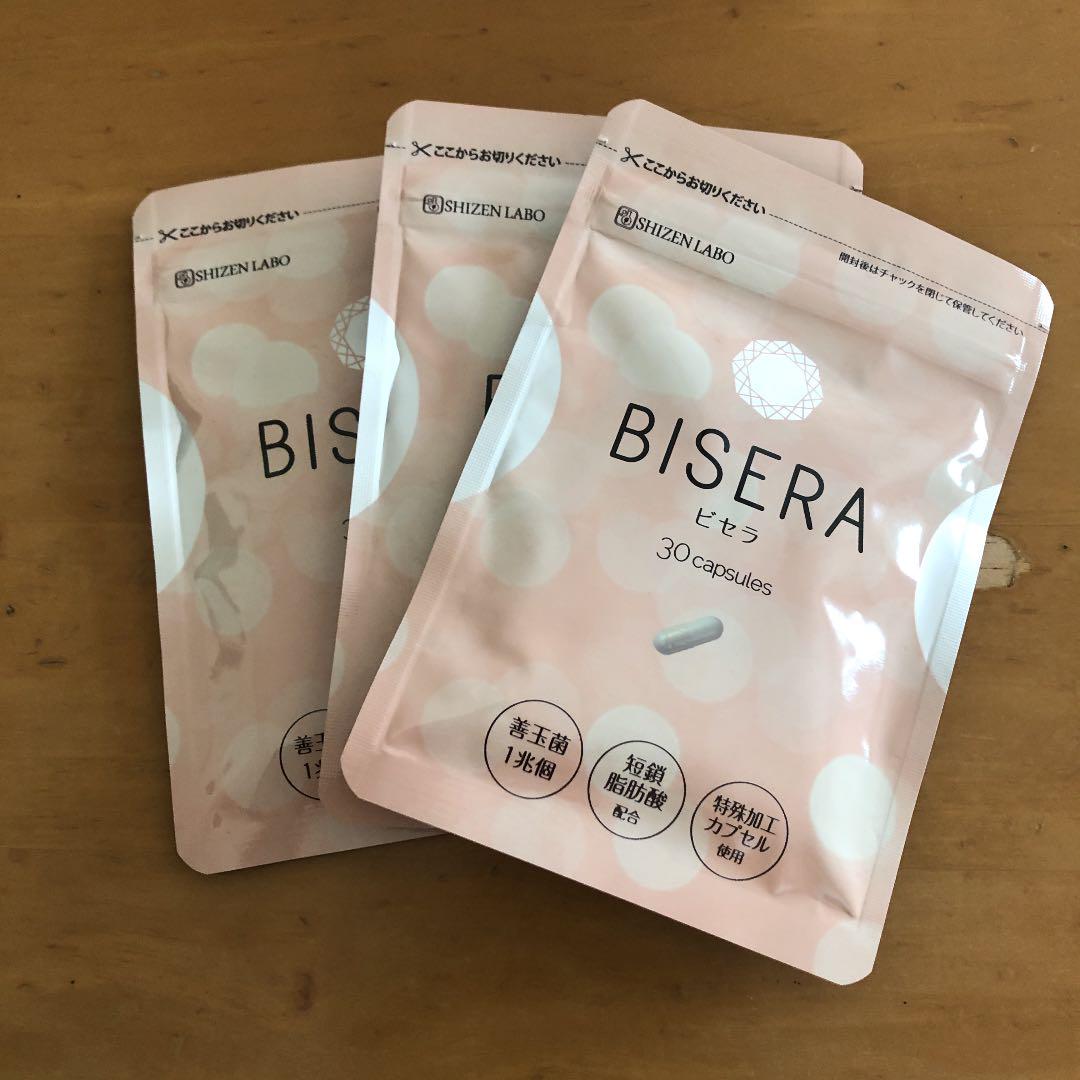 ここからお切りください
SHIZEN LABO
BIS
善玉
1兆
ここからお切りください
SHIZEN LABO
ここからお切りください
SHIZEN LABO
開封後はチャックを閉じて保管してください
BISERA
ビセラ
30 capsules
善玉菌
1兆個
短鎖
脂肪酸
配合
特殊加工
カプセル
使用